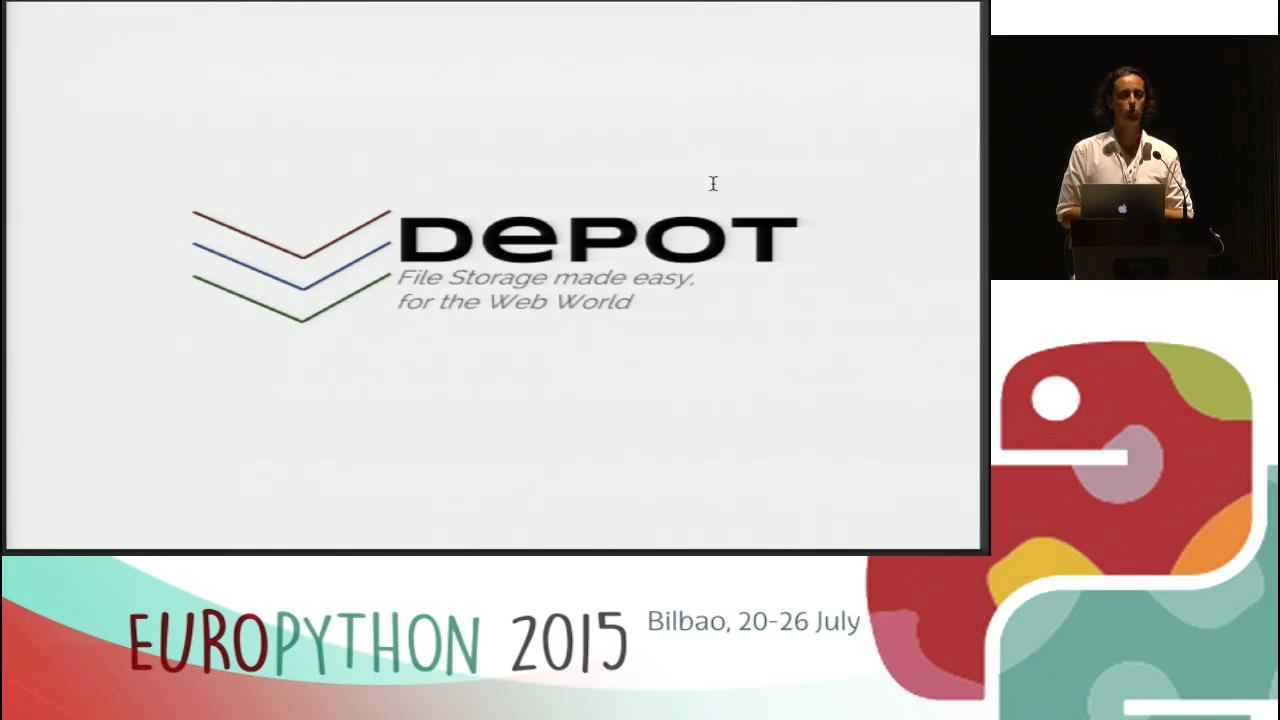 DEPOT
File Storage made easy,
for the Web World
EUROPYTHON 2015
Bilbao, 20-26 July